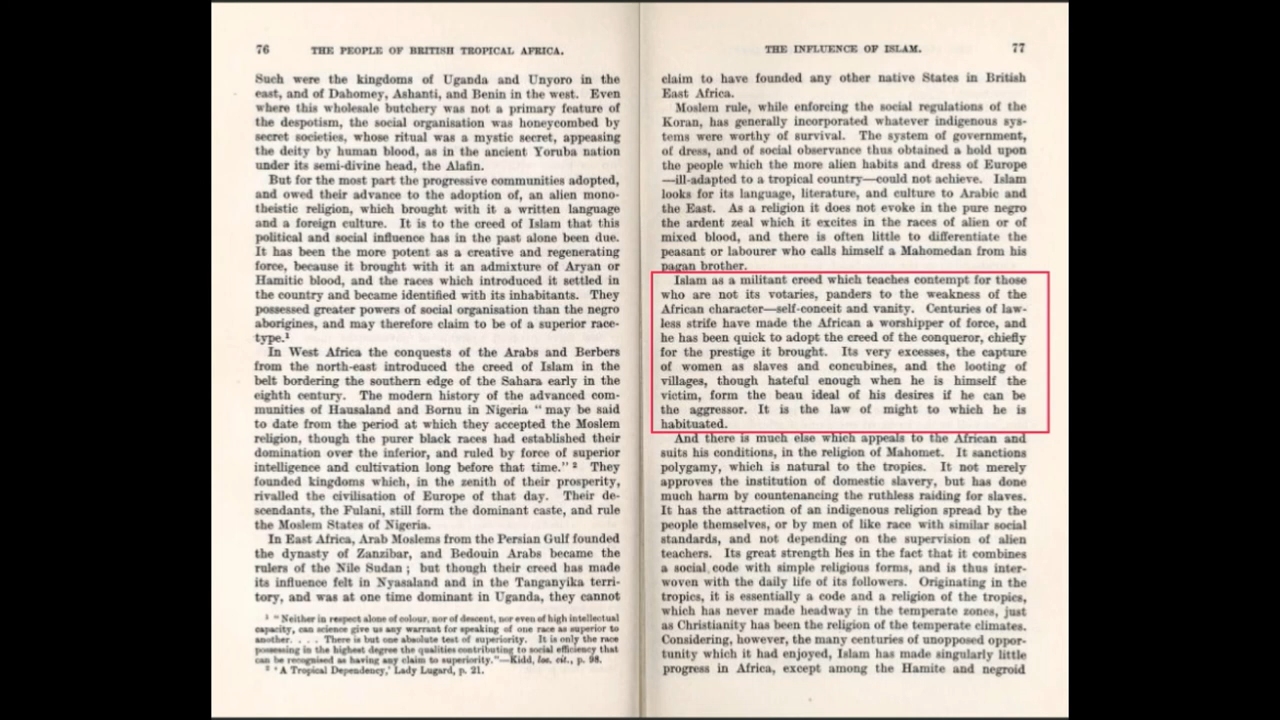 76 THE PEOPLE OF BRITISH TROPICAL AFRICA.
Such were the kingdoms of Uganda and Unyoro in the
east, and of Dahomey, Ashanti, and Benin in the west. Even
where this wholesale butchery was not a primary feature of
the despotism, the social organisation was honeycombed by
secret societies, whose ritual was a mystic secret, appeasing
the deity by human blood, as in the ancient Yoruba nation
under its semi-divine head, the Alafin.
But for the most part the progressive communities adopted,
and owed their advance to the adoption of, an alien mono-
theistic religion, which brought with it a written language
and a foreign culture. It is to the creed of Islam that this
political and social influence has in the past alone been due.
It has been the more potent as a creative and regenerating
force, because it brought with it an admixture of Aryan or
Hamitic blood, and the races which introduced it settled in
the country and became identified with its inhabitants. They
possessed greater powers of social organisation than the negro
aborigines, and may therefore claim to be of a superior race-
type.¹
In West Africa the conquests of the Arabs and Berbers
from the north-east introduced the creed of Islam in the
belt bordering the southern edge of the Sahara early in the
eighth century. The modern history of the advanced com-
munities of Hausaland and Bornu in Nigeria “ may be said
to date from the period at which they accepted the Moslem
religion, though the purer black races had established their
domination over the inferior, and ruled by force of superior
intelligence and cultivation long before that time.” ² They
founded kingdoms which, in the zenith of their prosperity,
rivalled the civilisation of Europe of that day. Their de-
scendants, the Fulani, still form the dominant caste, and rule
the Moslem States of Nigeria.
In East Africa, Arab Moslems from the Persian Gulf founded
the dynasty of Zanzibar, and Bedouin Arabs became the
rulers of the Nile Sudan ; but though their creed has made
its influence felt in Nyasaland and in the Tanganyika terri-
tory, and was at one time dominant in Uganda, they cannot
¹ “ Neither in respect alone of colour, nor of descent, nor even of high intellectual
capacity, can science give us any warrant for speaking of one race as superior to
another. . . . There is but one absolute test of superiority. It is only the race
possessing in the highest degree the qualities contributing to social efficiency that
can be recognised as having any claim to superiority.”—Kidd, loc. cit., p. 98.
² ‘ A Tropical Dependency,’ Lady Lugard, p. 21.
THE INFLUENCE OF ISLAM. 77
claim to have founded any other native States in British
East Africa.
Moslem rule, while enforcing the social regulations of the
Koran, has generally incorporated whatever indigenous sys-
tems were worthy of survival. The system of government,
of dress, and of social observance thus obtained a hold upon
the people which the more alien habits and dress of Europe
—ill-adapted to a tropical country—could not achieve. Islam
looks for its language, literature, and culture to Arabic and
the East. As a religion it does not evoke in the pure negro
the ardent zeal which it excites in the races of alien or of
mixed blood, and there is often little to differentiate the
peasant or labourer who calls himself a Mahomedan from his
pagan brother.
Islam as a militant creed which teaches contempt for those
who are not its votaries, panders to the weakness of the
African character—self-conceit and vanity. Centuries of law-
less strife have made the African a worshipper of force, and
he has been quick to adopt the creed of the conqueror, chiefly
for the prestige it brought. Its very excesses, the capture
of women as slaves and concubines, and the looting of
villages, though hateful enough when he is himself the
victim, form the beau ideal of his desires if he can be
the aggressor. It is the law of might to which he is
habituated.
And there is much else which appeals to the African and
suits his conditions, in the religion of Mahomet. It sanctions
polygamy, which is natural to the tropics. It not merely
approves the institution of domestic slavery, but has done
much harm by countenancing the ruthless raiding for slaves.
It has the attraction of an indigenous religion spread by the
people themselves, or by men of like race with similar social
standards, and not depending on the supervision of alien
teachers. Its great strength lies in the fact that it combines
a social code with simple religious forms, and is thus inter-
woven with the daily life of its followers. Originating in the
tropics, it is essentially a code and a religion of the tropics,
which has never made headway in the temperate zones, just
as Christianity has been the religion of the temperate climates.
Considering, however, the many centuries of unopposed oppor-
tunity which it had enjoyed, Islam has made singularly little
progress in Africa, except among the Hamite and negroid